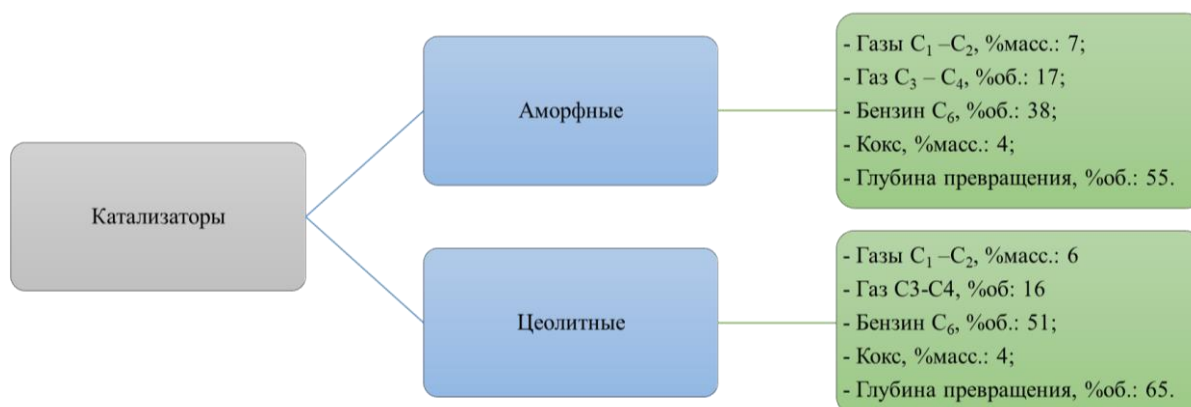 Катализаторы
Аморфные
- Газы C₁ –C₂, %масс.: 7;
- Газ C₃ – C₄, %об.: 17;
- Бензин C₆, %об.: 38;
- Кокс, %масс.: 4;
- Глубина превращения, %об.: 55.
Цеолитные
- Газы C₁ –C₂, %масс.: 6
- Газ С3-С4, %об: 16
- Бензин C₆, %об.: 51;
- Кокс, %масс.: 4;
- Глубина превращения, %об.: 65.